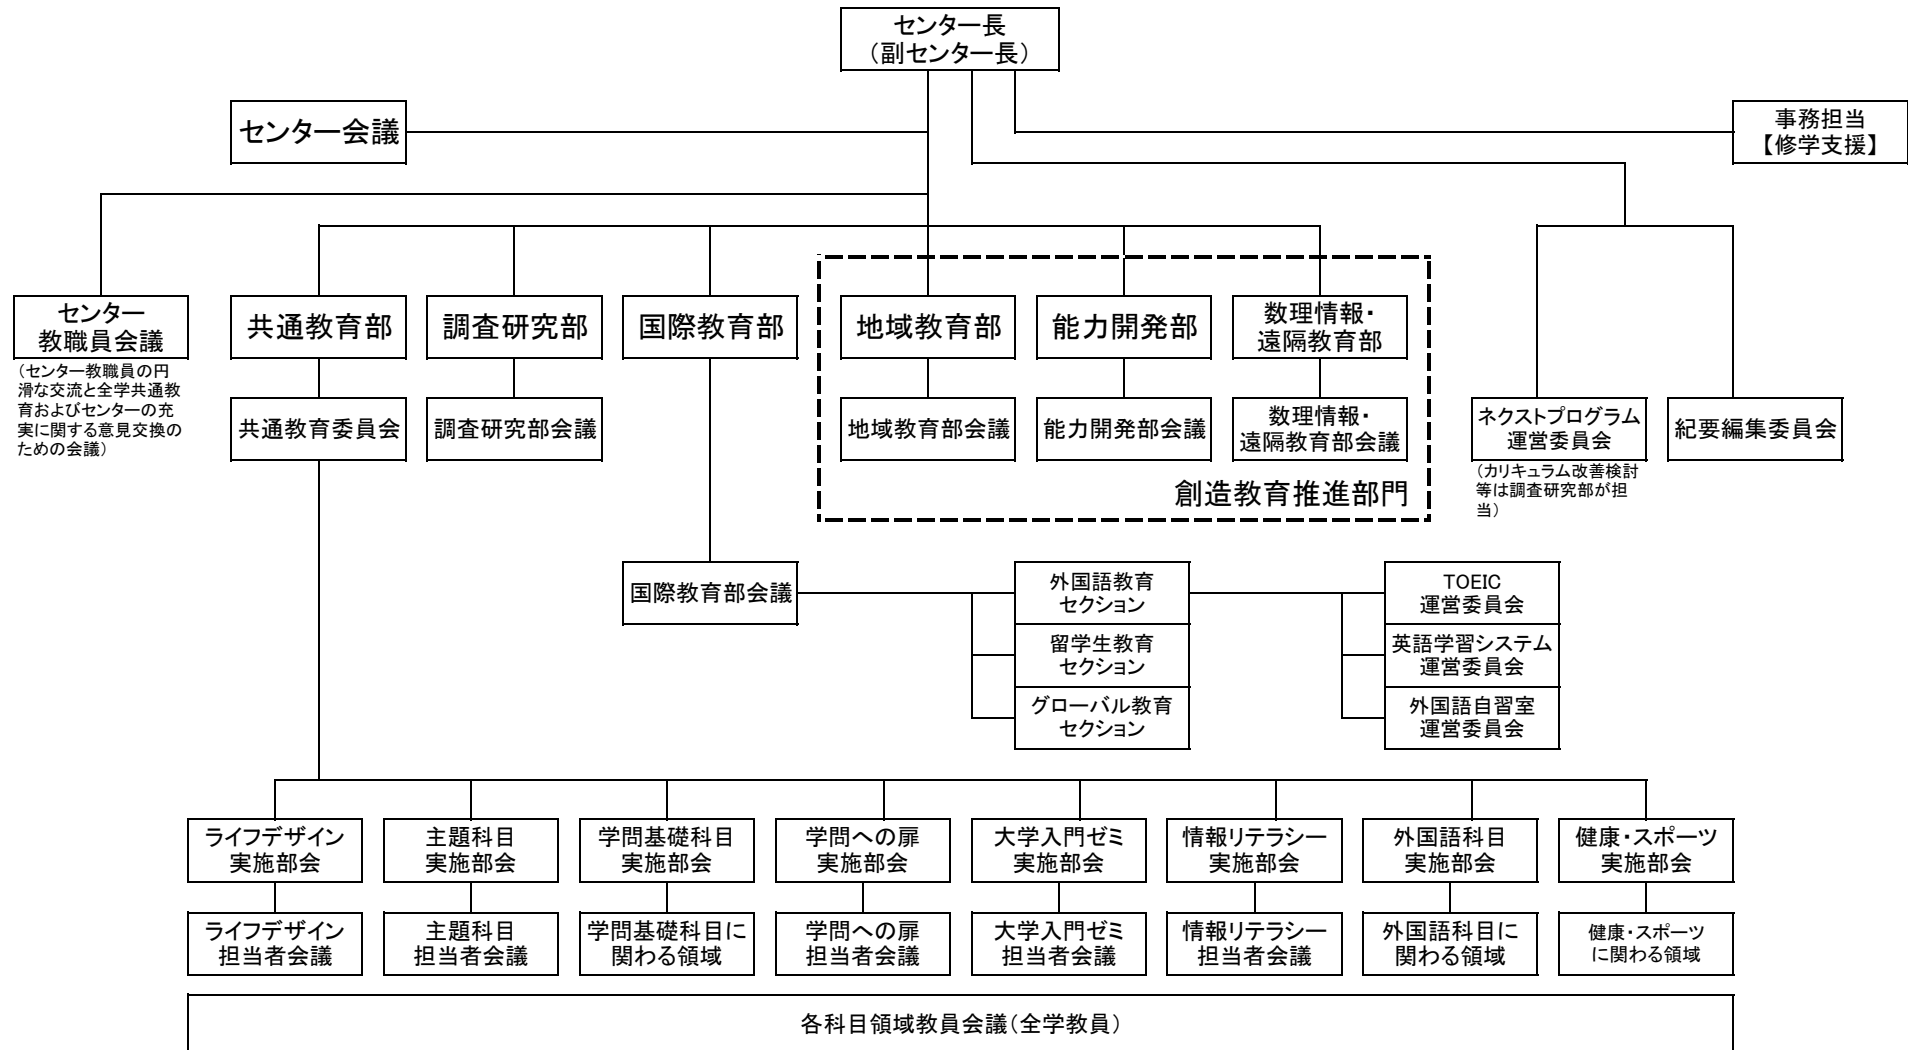 センター長
（副センター長）
センター会議
事務担当
【修学支援】
センター
教職員会議
（センター教職員の円
滑な交流と全学共通教
育およびセンターの充
実に関する意見交換の
ための会議）
共通教育部
調査研究部
国際教育部
地域教育部
能力開発部
数理情報・
遠隔教育部
共通教育委員会
調査研究部会議
地域教育部会議
能力開発部会議
数理情報・
遠隔教育部会議
創造教育推進部門
ネクストプログラム
運営委員会
（カリキュラム改善検討
等は調査研究部が担
当）
紀要編集委員会
国際教育部会議
外国語教育
セクション
留学生教育
セクション
グローバル教育
セクション
TOEIC
運営委員会
英語学習システム
運営委員会
外国語自習室
運営委員会
ライフデザイン
実施部会
主題科目
実施部会
学問基礎科目
実施部会
学問への扉
実施部会
大学入門ゼミ
実施部会
情報リテラシー
実施部会
外国語科目
実施部会
健康・スポーツ
実施部会
ライフデザイン
担当者会議
主題科目
担当者会議
学問基礎科目に
関わる領域
学問への扉
担当者会議
大学入門ゼミ
担当者会議
情報リテラシー
担当者会議
外国語科目に
関わる領域
健康・スポーツ
に関わる領域
各科目領域教員会議（全学教員）